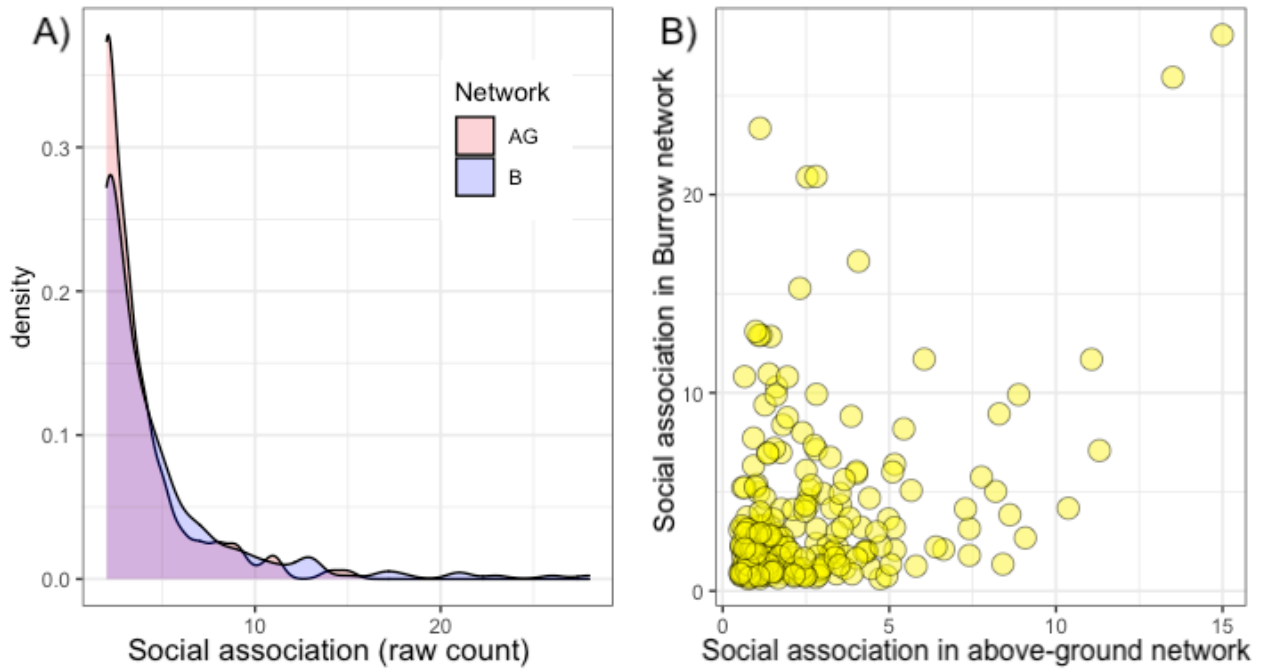 A)
Network
AG
B
0.3
0.2
0.1
0.0
density
10 20
Social association (raw count)
B)
20
10
0
Social association in Burrow network
0 5 10 15
Social association in above-ground network